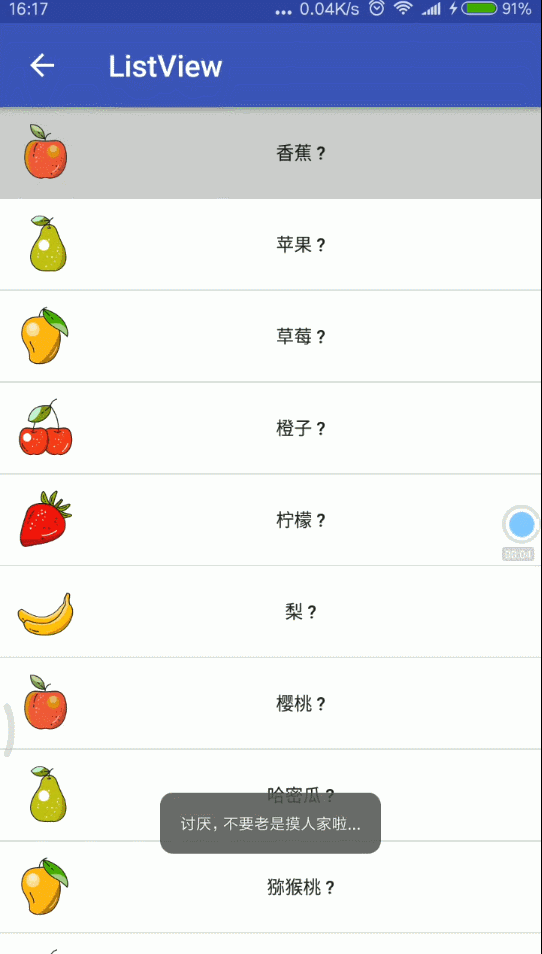 16:17 ... 0.04K/s 91%
ListView
香蕉 ?
苹果 ?
草莓 ?
橙子 ?
柠檬 ?
00:04
梨 ?
樱桃 ?
哈密瓜 ?
讨厌, 不要老是摸人家啦...
猕猴桃 ?